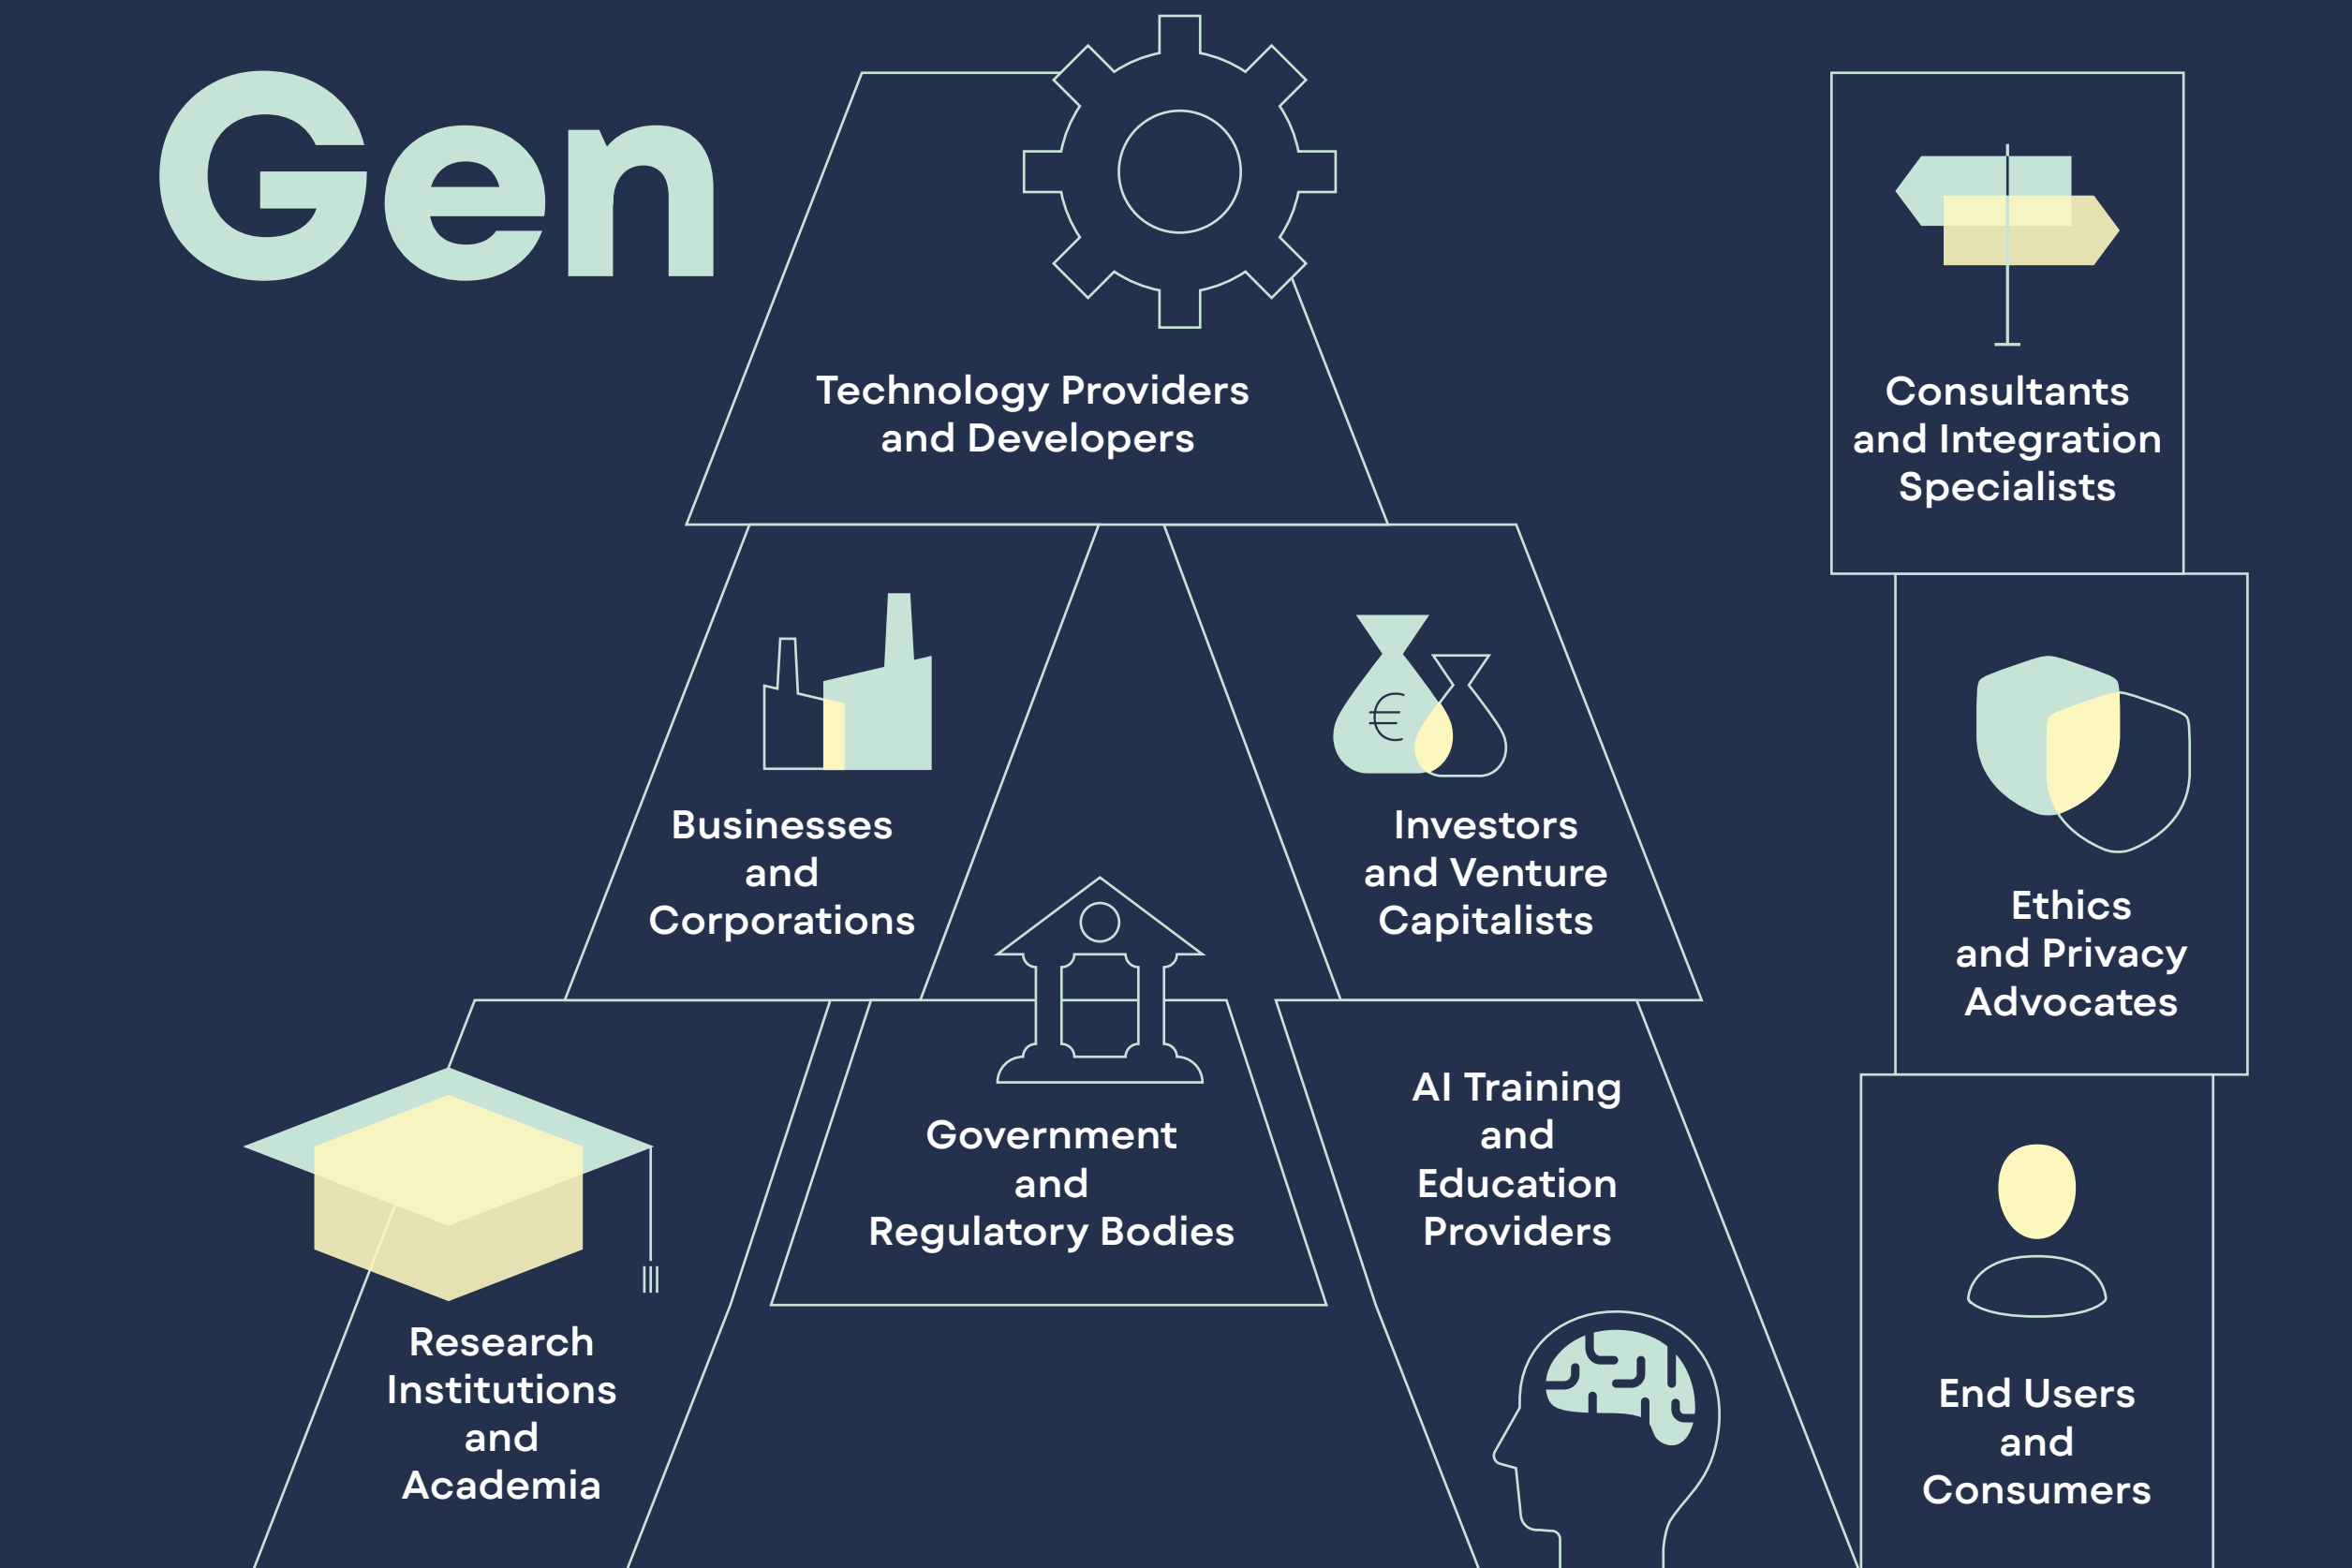 Gen
Technology Providers
and Developers
Consultants
and Integration
Specialists
Businesses
and
Corporations
€
Investors
and Venture
Capitalists
Ethics
and Privacy
Advocates
Research
Institutions
and
Academia
Government
and
Regulatory Bodies
AI Training
and
Education
Providers
End Users
and
Consumers